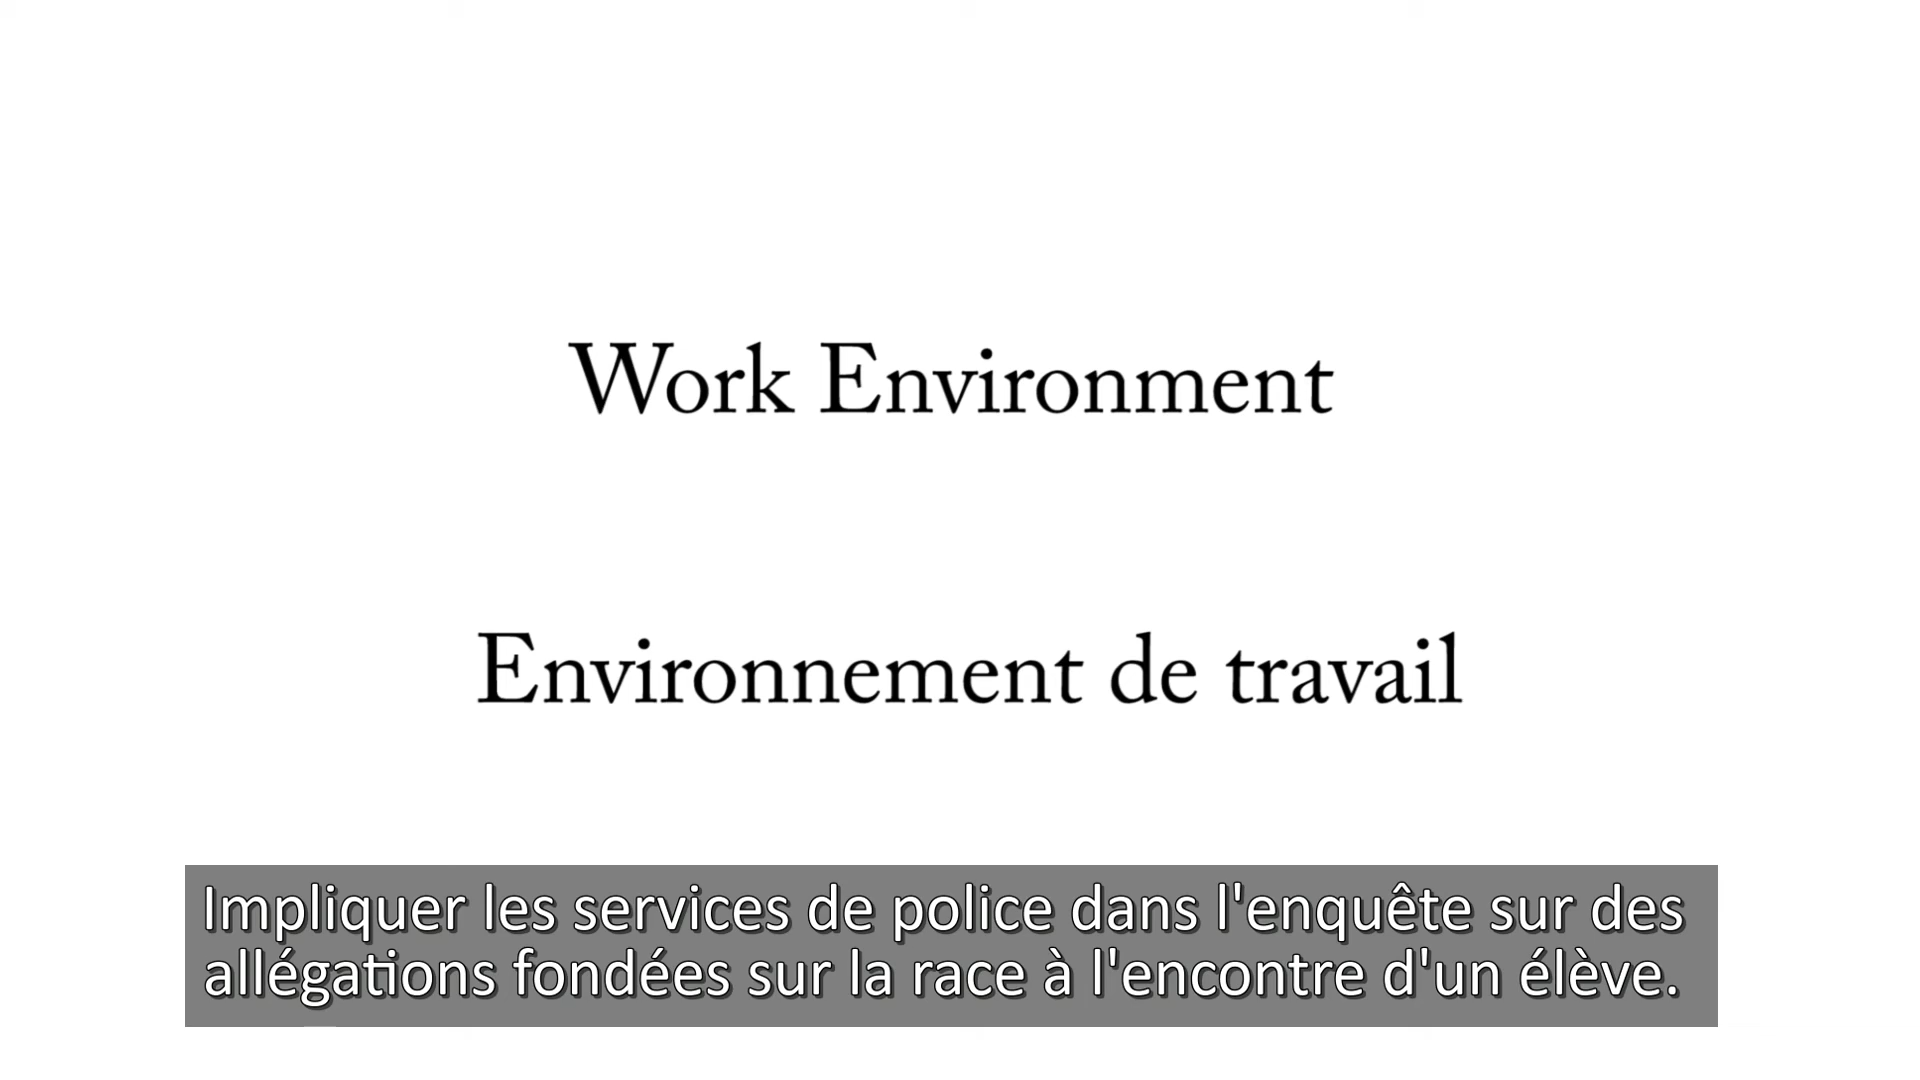 Work Environment
Environnement de travail
Impliquer les services de police dans l'enquête sur des
allégations fondées sur la race à l'encontre d'un élève.